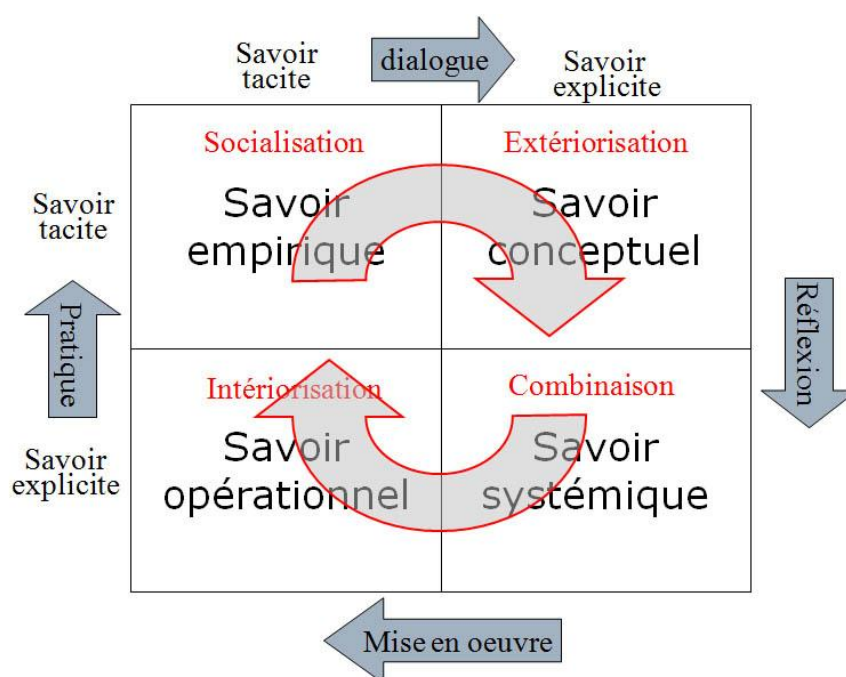 Savoir
tacite
dialogue
Savoir
explicite
Socialisation
Extériorisation
Savoir
empirique
Savoir
conceptuel
Savoir
tacite
Pratique
Réflexion
Intériorisation
Combinaison
Savoir
opérationnel
Savoir
systémique
Savoir
explicite
Mise en oeuvre